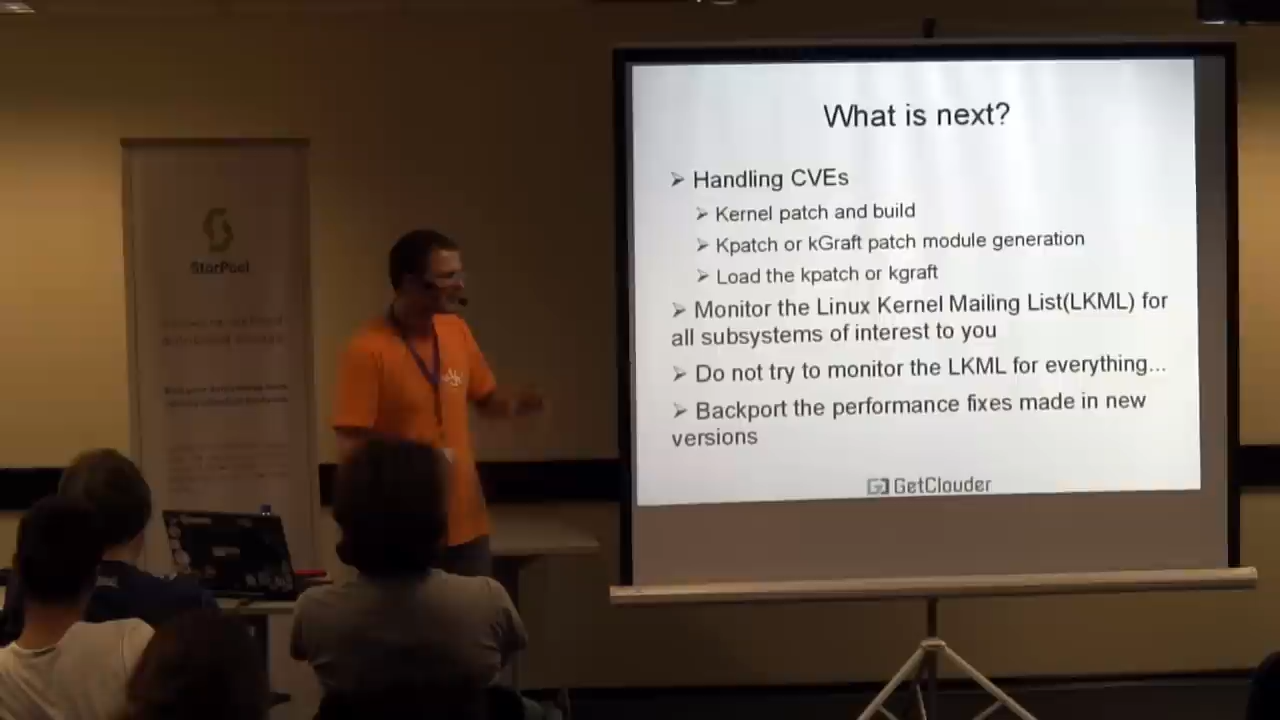 What is next?
➢ Handling CVEs
➢ Kernel patch and build
➢ Kpatch or kGraft patch module generation
➢ Load the kpatch or kgraft
➢ Monitor the Linux Kernel Mailing List(LKML) for
all subsystems of interest to you
➢ Do not try to monitor the LKML for everything...
➢ Backport the performance fixes made in new
versions
GetClouder
StorPool